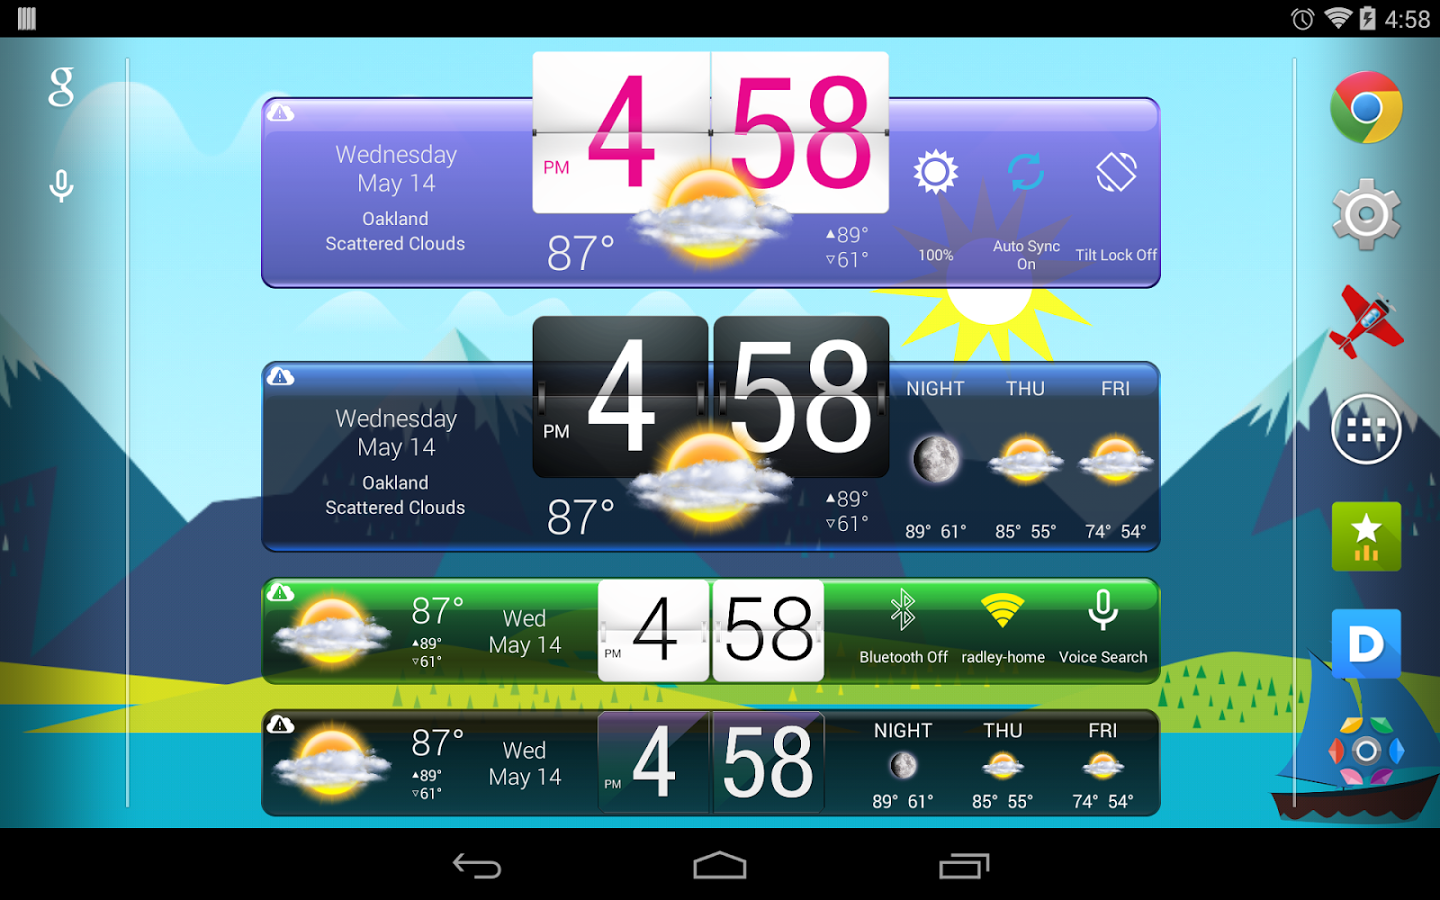 4:58
g
Wednesday
May 14
Oakland
Scattered Clouds
PM 4 58
87°
▲89°
▽61°
100%
Auto Sync
On
Tilt Lock Off
Wednesday
May 14
Oakland
Scattered Clouds
PM 4 58
87°
▲89°
▽61°
NIGHT THU FRI
89° 61° 85° 55° 74° 54°
87°
▲89°
▽61°
Wed
May 14
PM 4 58
Bluetooth Off radley-home Voice Search
D
87°
▲89°
▽61°
Wed
May 14
PM 4 58
NIGHT THU FRI
89° 61° 85° 55° 74° 54°